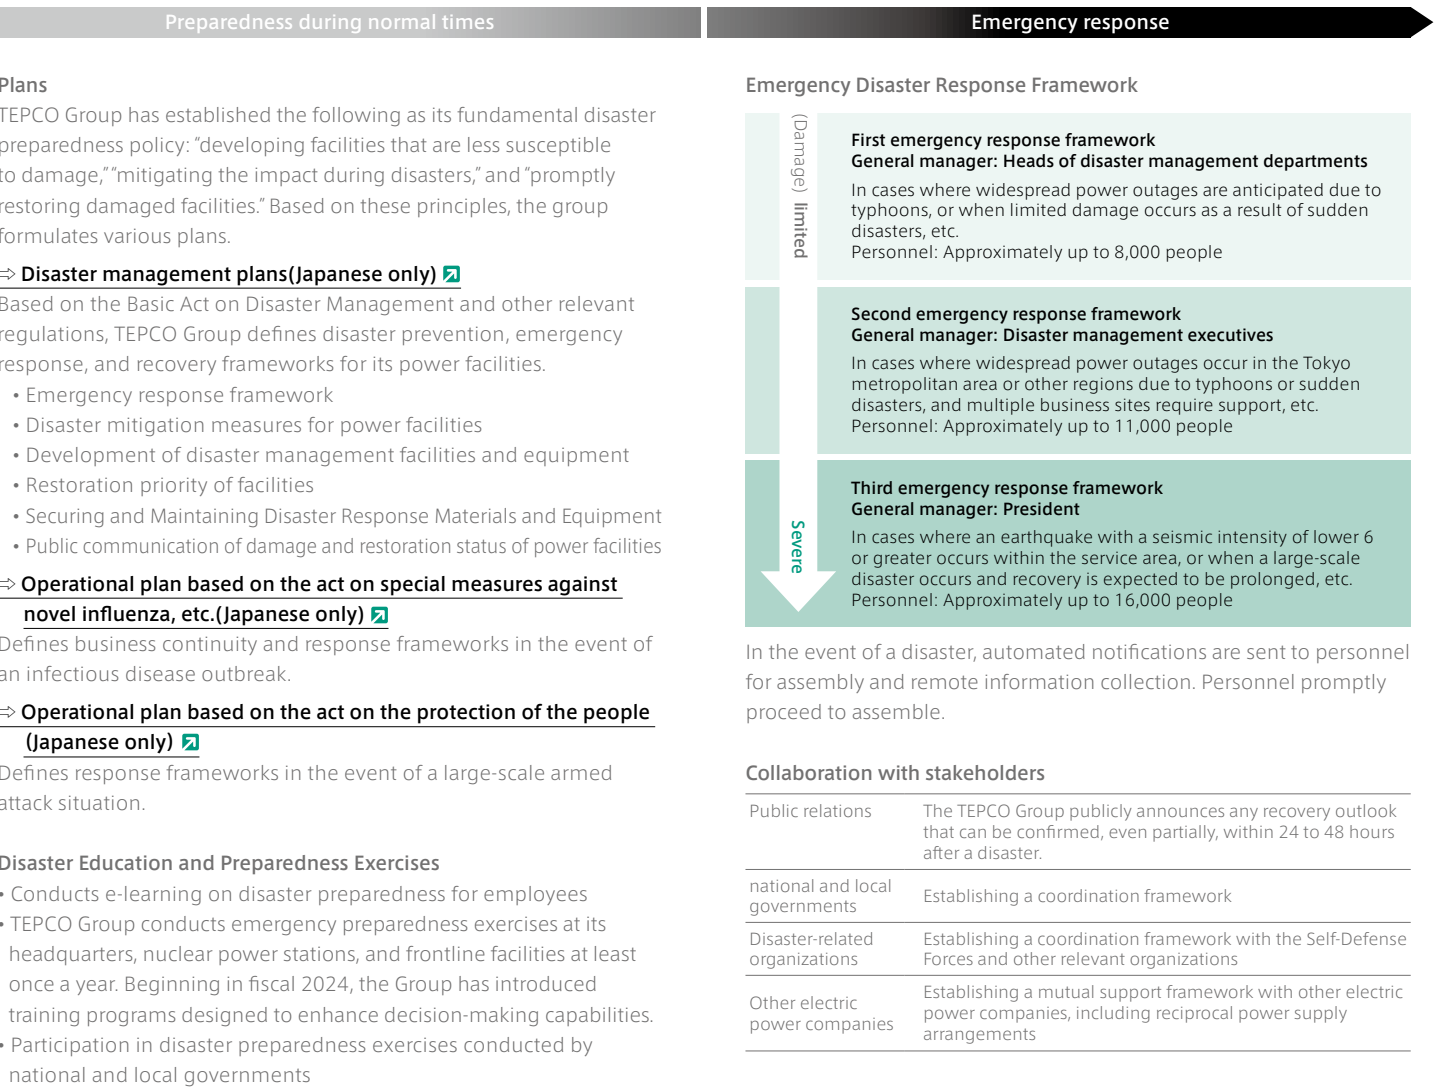 Preparedness during normal times
Plans
TEPCO Group has established the following as its fundamental disaster
preparedness policy: “developing facilities that are less susceptible
to damage,” “mitigating the impact during disasters,” and “promptly
restoring damaged facilities.” Based on these principles, the group
formulates various plans.
⇨ Disaster management plans(Japanese only)
Based on the Basic Act on Disaster Management and other relevant
regulations, TEPCO Group defines disaster prevention, emergency
response, and recovery frameworks for its power facilities.
• Emergency response framework
• Disaster mitigation measures for power facilities
• Development of disaster management facilities and equipment
• Restoration priority of facilities
• Securing and Maintaining Disaster Response Materials and Equipment
• Public communication of damage and restoration status of power facilities
⇨ Operational plan based on the act on special measures against
novel influenza, etc.(Japanese only)
Defines business continuity and response frameworks in the event of
an infectious disease outbreak.
⇨ Operational plan based on the act on the protection of the people
(Japanese only)
Defines response frameworks in the event of a large-scale armed
attack situation.
Disaster Education and Preparedness Exercises
• Conducts e-learning on disaster preparedness for employees
• TEPCO Group conducts emergency preparedness exercises at its
headquarters, nuclear power stations, and frontline facilities at least
once a year. Beginning in fiscal 2024, the Group has introduced
training programs designed to enhance decision-making capabilities.
• Participation in disaster preparedness exercises conducted by
national and local governments
Emergency response
Emergency Disaster Response Framework
(Damage) limited
First emergency response framework
General manager: Heads of disaster management departments
In cases where widespread power outages are anticipated due to
typhoons, or when limited damage occurs as a result of sudden
disasters, etc.
Personnel: Approximately up to 8,000 people
Second emergency response framework
General manager: Disaster management executives
In cases where widespread power outages occur in the Tokyo
metropolitan area or other regions due to typhoons or sudden
disasters, and multiple business sites require support, etc.
Personnel: Approximately up to 11,000 people
Severe
Third emergency response framework
General manager: President
In cases where an earthquake with a seismic intensity of lower 6
or greater occurs within the service area, or when a large-scale
disaster occurs and recovery is expected to be prolonged, etc.
Personnel: Approximately up to 16,000 people
In the event of a disaster, automated notifications are sent to personnel
for assembly and remote information collection. Personnel promptly
proceed to assemble.
Collaboration with stakeholders
Public relations
The TEPCO Group publicly announces any recovery outlook
that can be confirmed, even partially, within 24 to 48 hours
after a disaster.
national and local
governments
Establishing a coordination framework
Disaster-related
organizations
Establishing a coordination framework with the Self-Defense
Forces and other relevant organizations
Other electric
power companies
Establishing a mutual support framework with other electric
power companies, including reciprocal power supply
arrangements